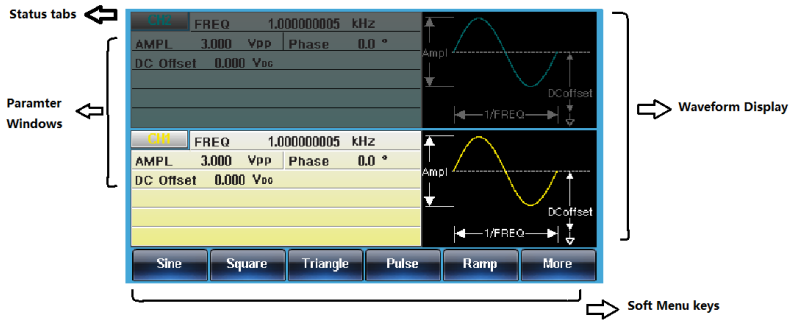 Status tabs
CH2 FREQ 1.000000005 kHz
AMPL 3.000 VPP Phase 0.0 °
DC Offset 0.000 VDC
Ampl
DCoffset
1/FREQ
Paramter
Windows
Waveform Display
CH1 FREQ 1.000000005 kHz
AMPL 3.000 VPP Phase 0.0 °
DC Offset 0.000 VDC
Ampl
DCoffset
1/FREQ
Sine Square Triangle Pulse Ramp More
Soft Menu keys